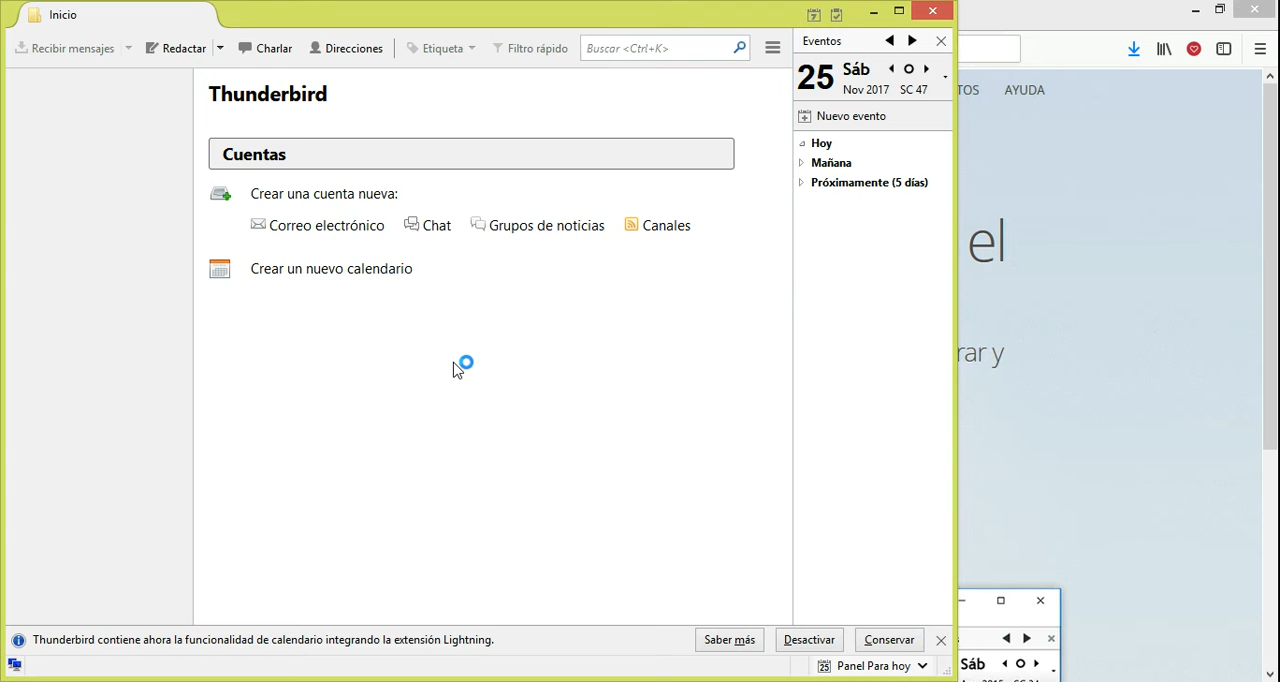 Inicio
Recibir mensajes
Redactar
Charlar
Direcciones
Etiqueta
Filtro rápido
Buscar <Ctrl+K>
Eventos
25
Sáb
Nov 2017
SC 47
Nuevo evento
Hoy
Mañana
Próximamente (5 días)
Thunderbird
Cuentas
Crear una cuenta nueva:
Correo electrónico
Chat
Grupos de noticias
Canales
Crear un nuevo calendario
Thunderbird contiene ahora la funcionalidad de calendario integrando la extensión Lightning.
Saber más
Desactivar
Conservar
25
Panel Para hoy
TOS
AYUDA
el
rar y
Sáb